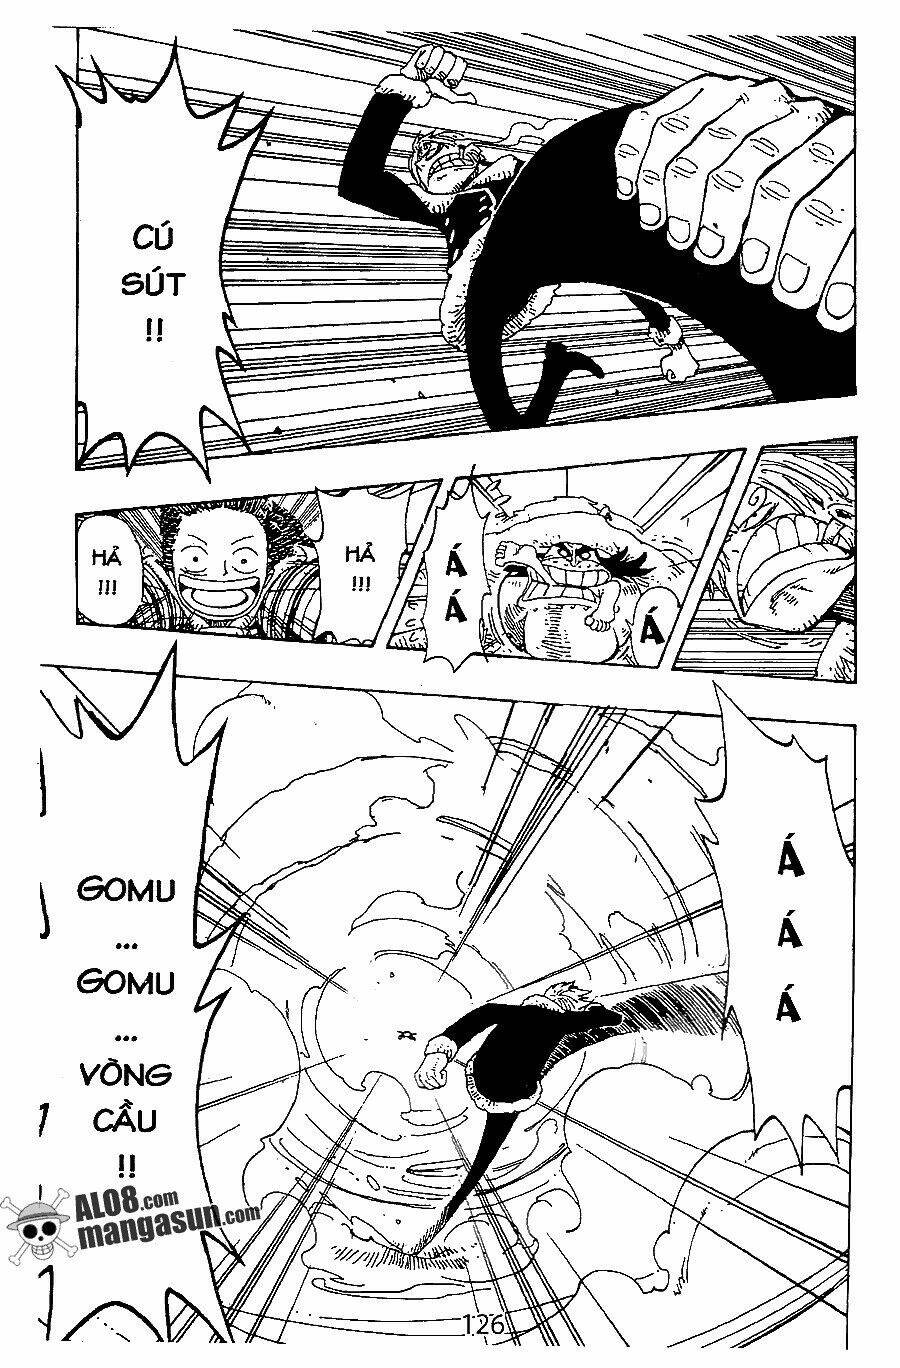 CÚ
SÚT
!!
HẢ
!!!
HẢ
!!!
Á
Á
Á
GOMU
...
GOMU
...
VÒNG
CẦU
!!
Á
Á
Á
ALO8.com
mangasun.com
126